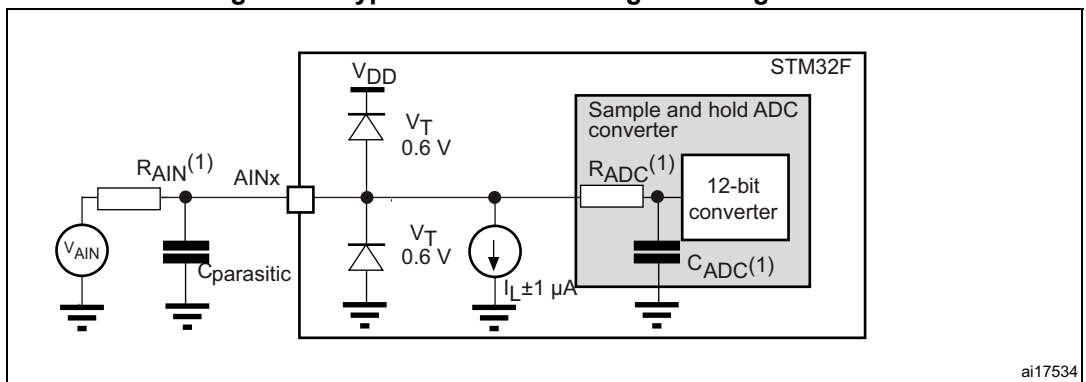 STM32F
VDD
Sample and hold ADC
converter
VT
0.6 V
RAIN(1)
AINx
RADC(1)
12-bit
converter
VAIN
Cparasitic
VT
0.6 V
IL±1 µA
CADC(1)
ai17534